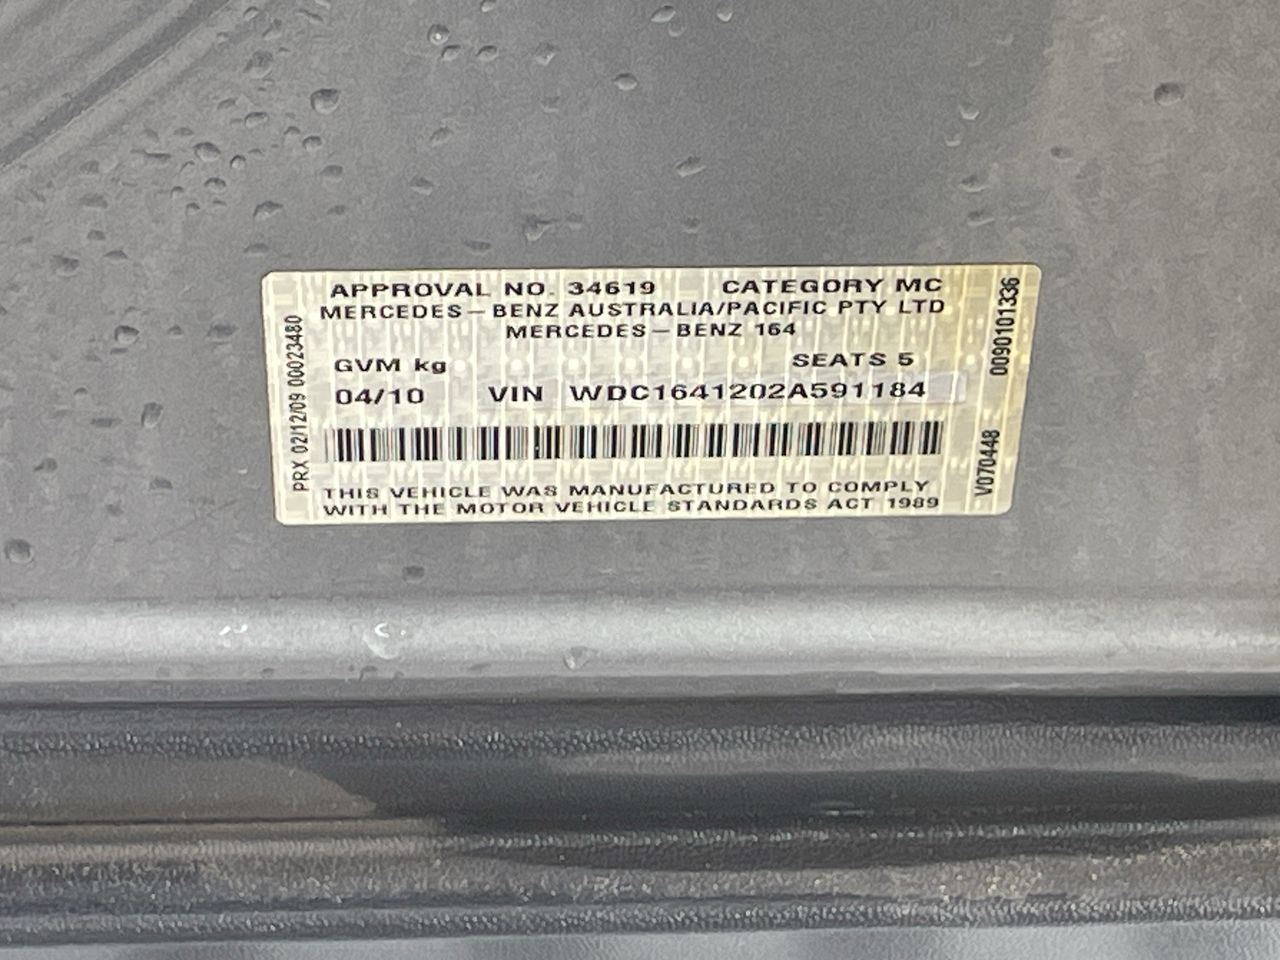 APPROVAL NO. 34619 CATEGORY MC
MERCEDES-BENZ AUSTRALIA/PACIFIC PTY LTD
MERCEDES-BENZ 164
GVM kg SEATS 5
04/10 VIN WDC1641202A591184
THIS VEHICLE WAS MANUFACTURED TO COMPLY
WITH THE MOTOR VEHICLE STANDARDS ACT 1989
PRX 02/12/09 00023480
V070448 0090101336